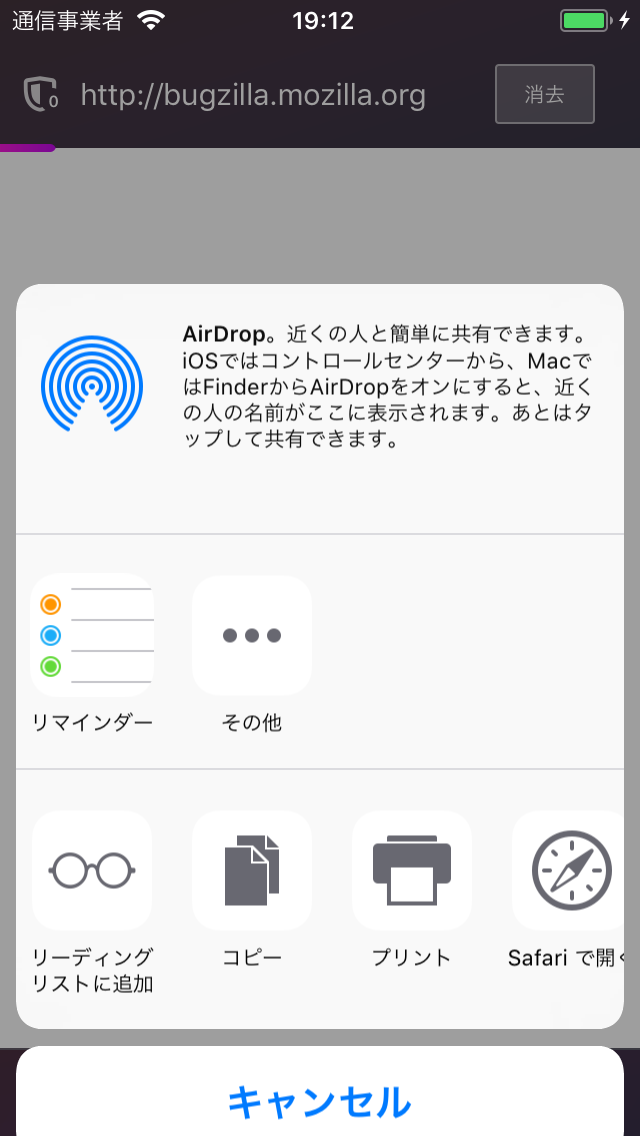 通信事業者 19:12
0 http://bugzilla.mozilla.org 消去
AirDrop。近くの人と簡単に共有できます。
iOSではコントロールセンターから、Macで
はFinderからAirDropをオンにすると、近く
の人の名前がここに表示されます。あとはタ
ップして共有できます。
リマインダー その他
リーディング コピー プリント Safari で開く
リストに追加
キャンセル